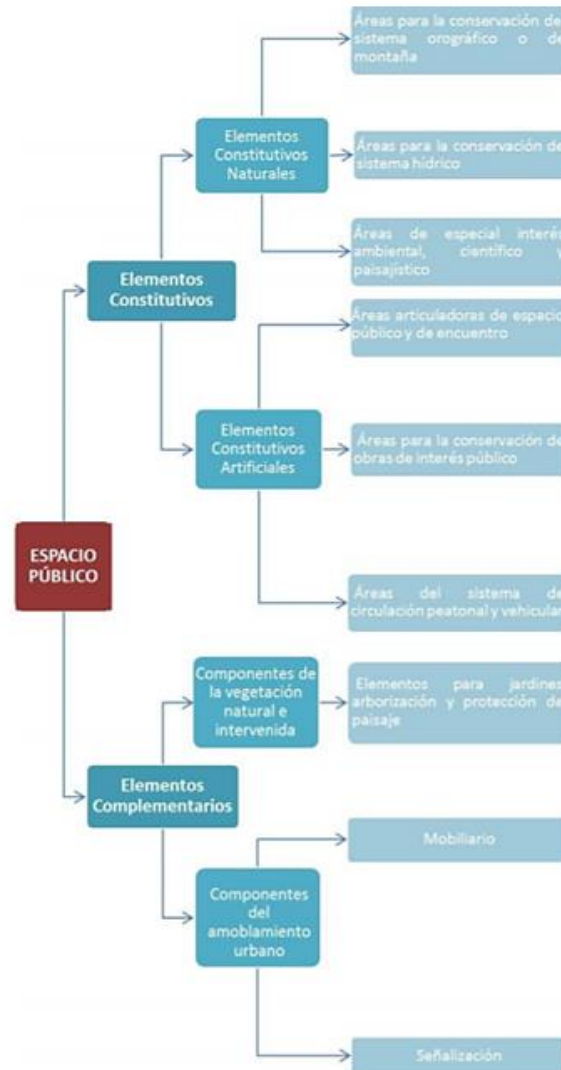 Áreas para la conservación de
sistema orográfico o de
montaña
Elementos
Constitutivos
Naturales
Áreas para la conservación de
sistema hídrico
Áreas de especial interés
ambiental, científico y
paisajístico
Elementos
Constitutivos
Áreas articuladoras de espacio
público y de encuentro
Elementos
Constitutivos
Artificiales
Áreas para la conservación de
obras de interés público
ESPACIO
PÚBLICO
Áreas del sistema de
circulación peatonal y vehicular
Componentes de
la vegetación
natural e
intervenida
Elementos para jardines
arborización y protección de
paisaje
Elementos
Complementarios
Mobiliario
Componentes
del
amoblamiento
urbano
Señalización